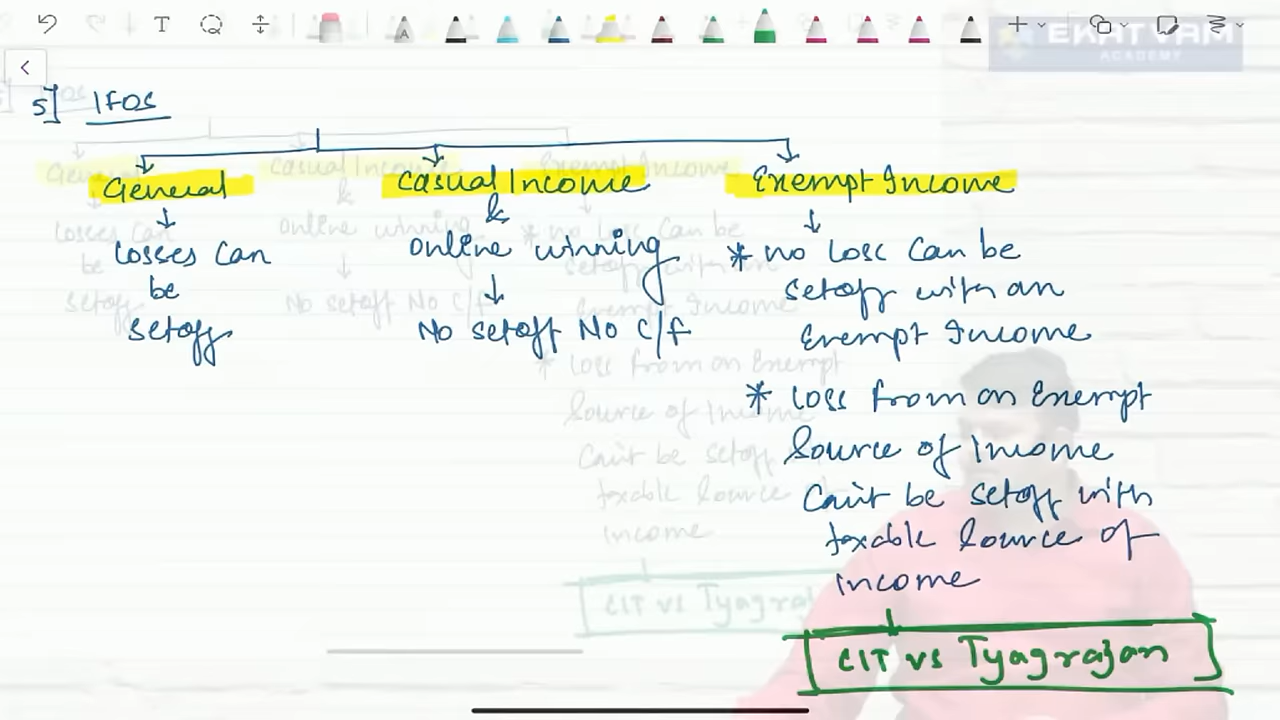 EKATVAM
ACADEMY
5] IFOS
General
Losses Can
be
setoff
Casual Income
&
online winning
No setoff No C/f
Exempt Income
* no loss Can be
setoff with an
Exempt Income
* loss from an Exempt
Source of Income
Can't be setoff with
taxable Source of
income
CIT vs Tyagrajan